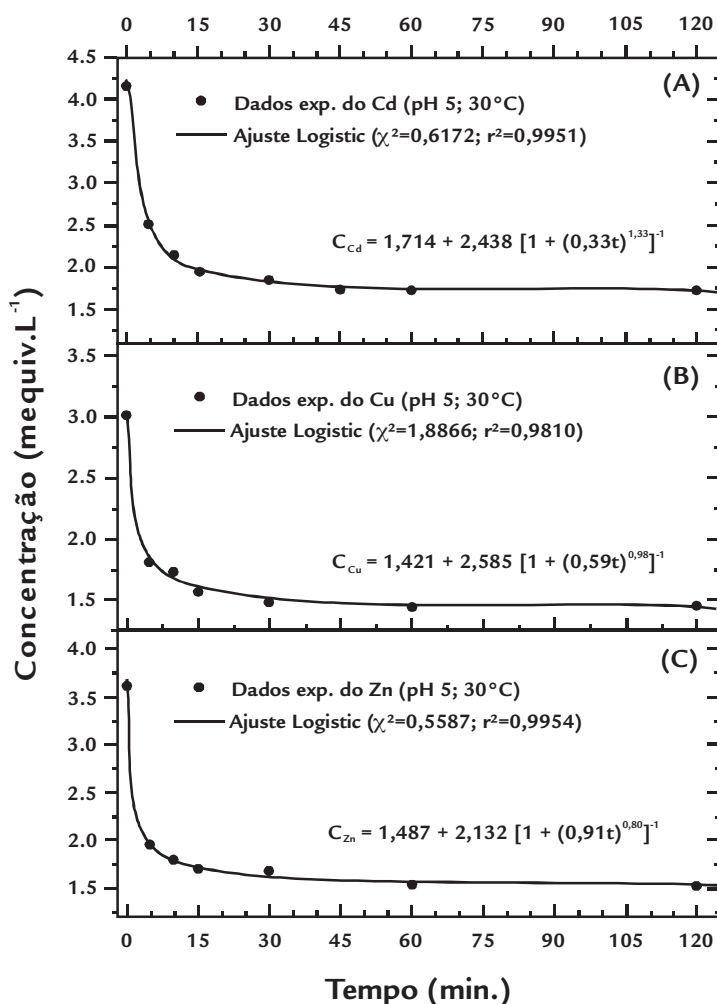 0 15 30 45 60 75 90 105 120
(A)
4.5
4.0
3.5
3.0
2.5
2.0
1.5
Dados exp. do Cd (pH 5; 30°C)
Ajuste Logistic (χ²=0,6172; r²=0,9951)
C_Cd = 1,714 + 2,438 [1 + (0,33t)^1,33]^-1
(B)
3.5
3.0
2.5
2.0
1.5
Dados exp. do Cu (pH 5; 30°C)
Ajuste Logistic (χ²=1,8866; r²=0,9810)
C_Cu = 1,421 + 2,585 [1 + (0,59t)^0,98]^-1
(C)
4.0
3.5
3.0
2.5
2.0
1.5
Dados exp. do Zn (pH 5; 30°C)
Ajuste Logistic (χ²=0,5587; r²=0,9954)
C_Zn = 1,487 + 2,132 [1 + (0,91t)^0,80]^-1
0 15 30 45 60 75 90 105 120
Concentração (mequiv.L⁻¹)
Tempo (min.)